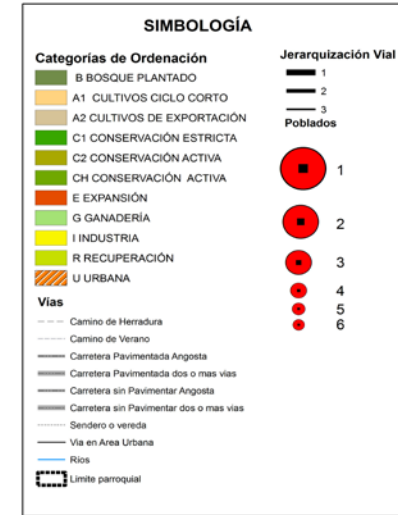 SIMBOLOGÍA
Categorías de Ordenación
B BOSQUE PLANTADO
A1 CULTIVOS CICLO CORTO
A2 CULTIVOS DE EXPORTACIÓN
C1 CONSERVACIÓN ESTRICTA
C2 CONSERVACIÓN ACTIVA
CH CONSERVACIÓN ACTIVA
E EXPANSIÓN
G GANADERÍA
I INDUSTRIA
R RECUPERACIÓN
U URBANA
Vías
Camino de Herradura
Camino de Verano
Carretera Pavimentada Angosta
Carretera Pavimentada dos o mas vias
Carretera sin Pavimentar Angosta
Carretera sin Pavimentar dos o mas vias
Sendero o vereda
Via en Area Urbana
Rios
Limite parroquial
Jerarquización Vial
1
2
3
Poblados
1
2
3
4
5
6